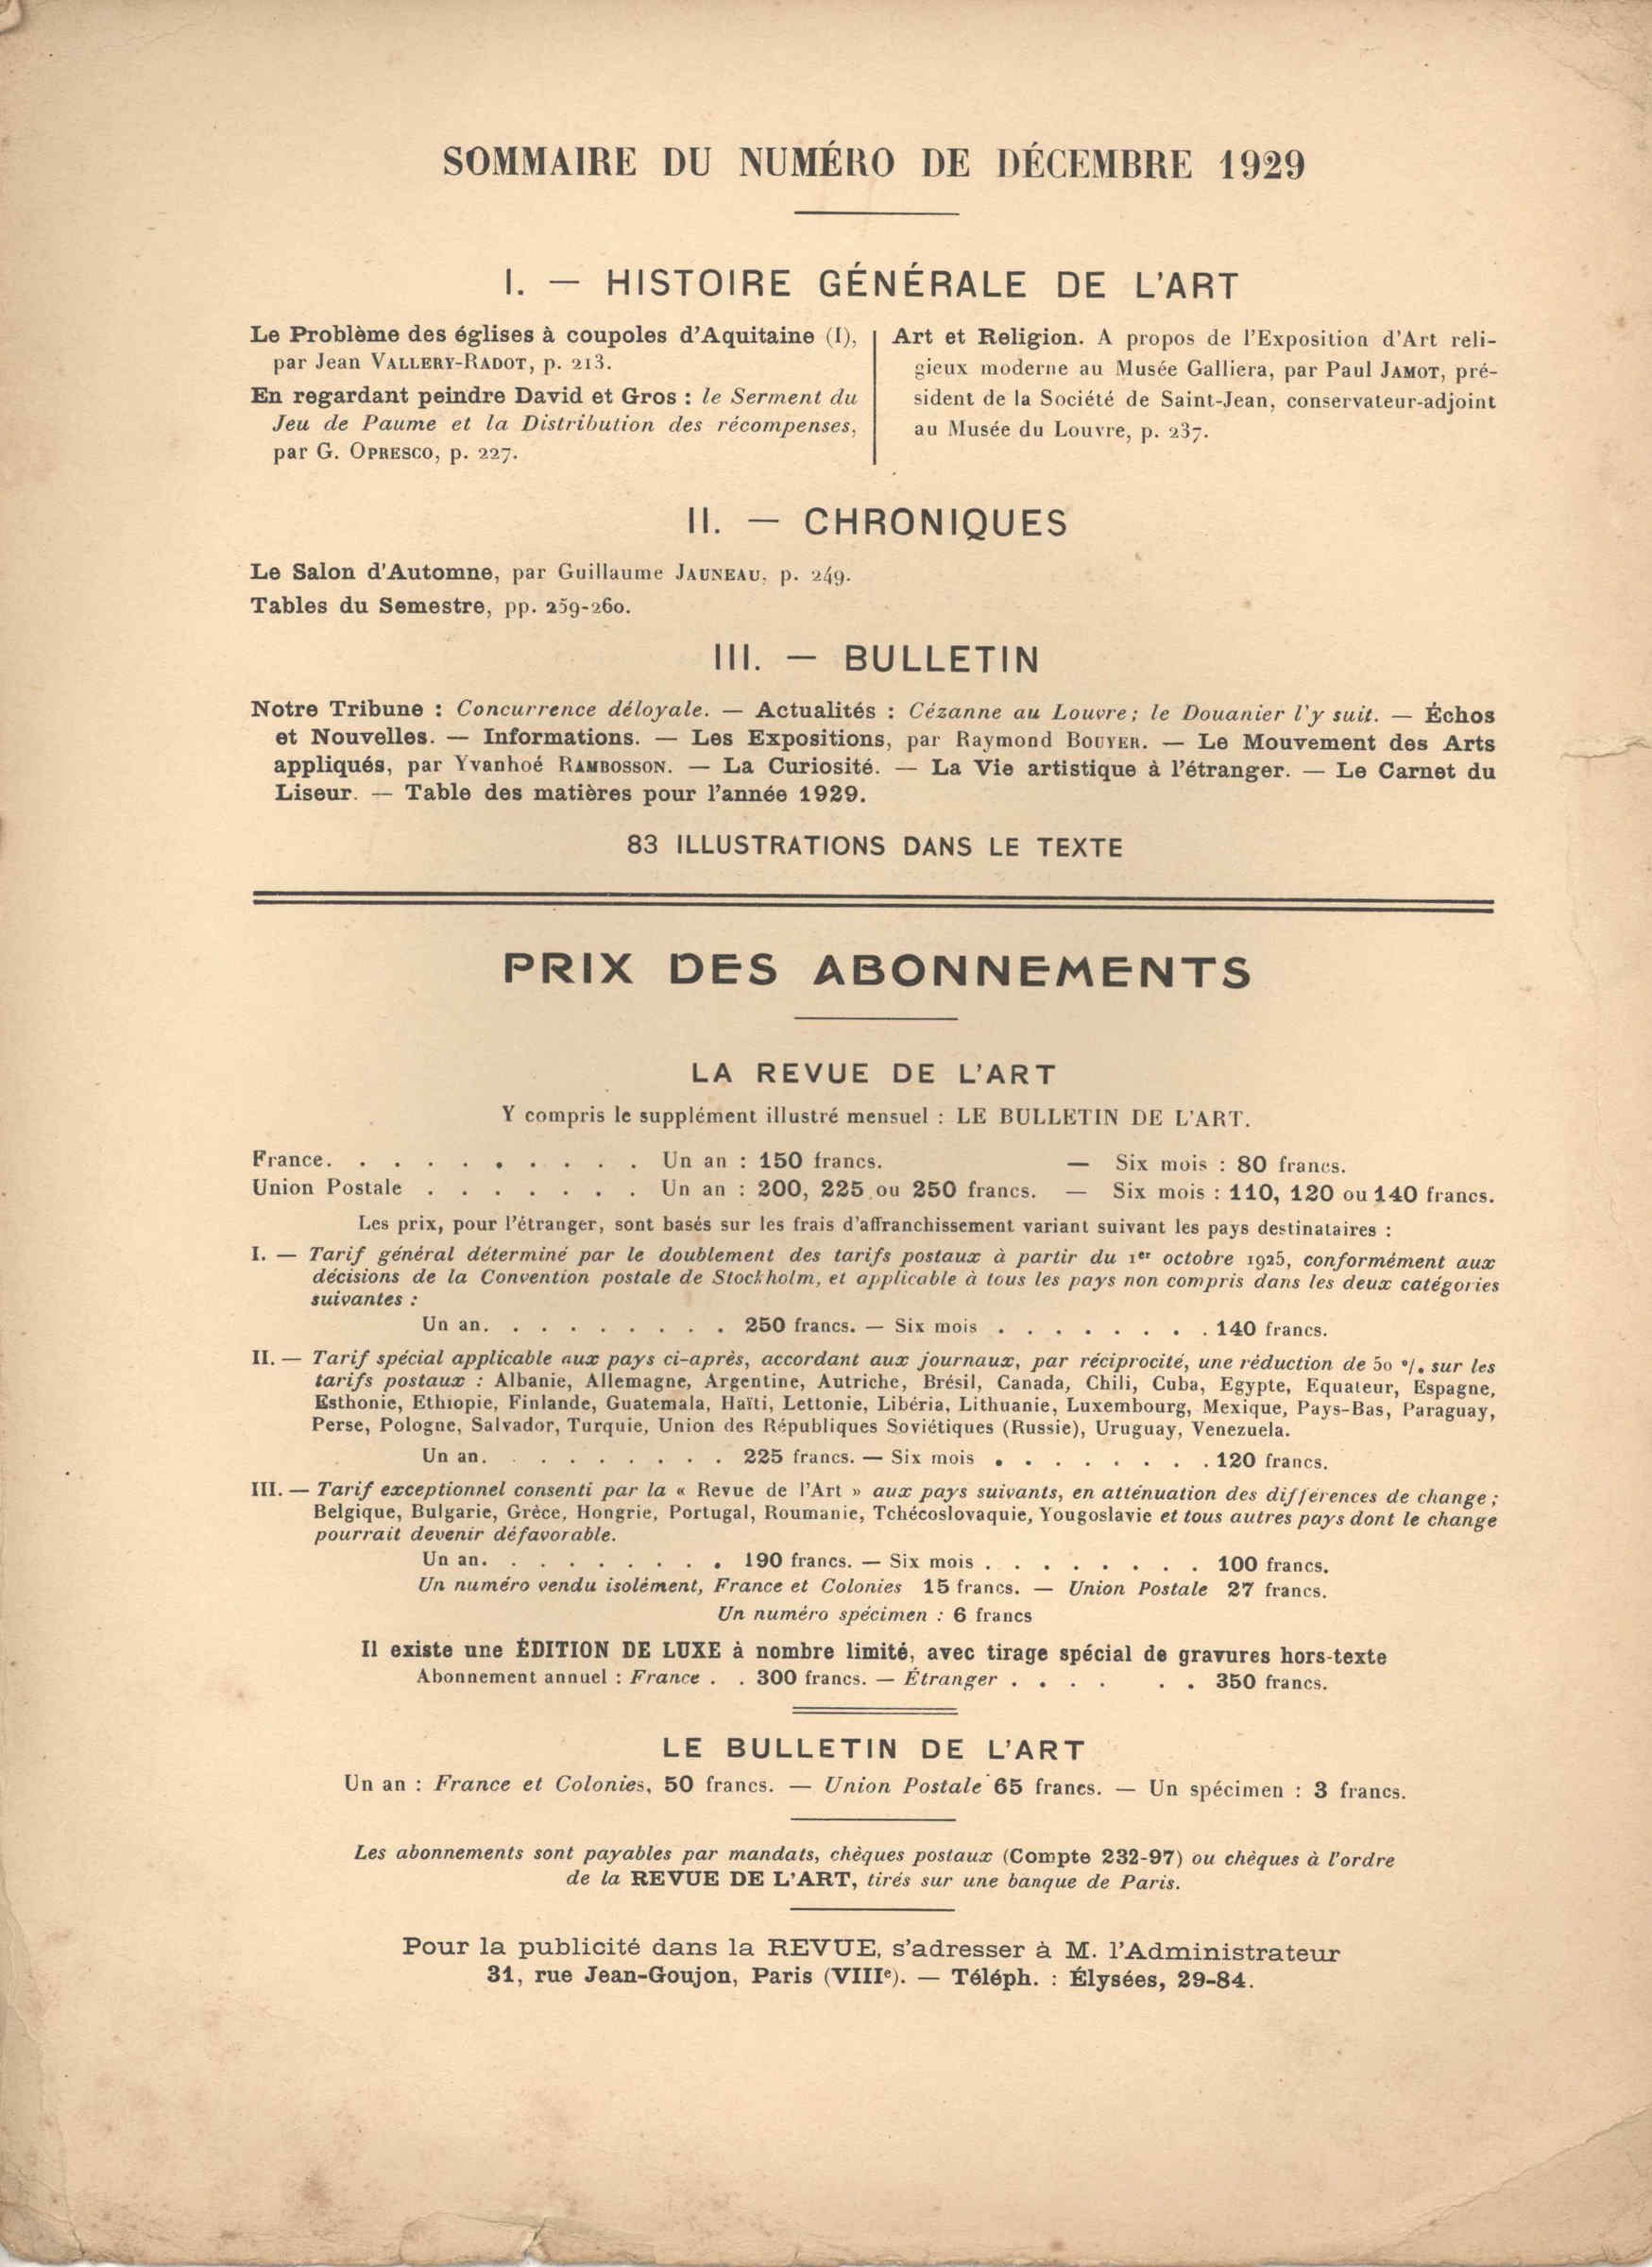 SOMMAIRE DU NUMÉRO DE DÉCEMBRE 1929
I. — HISTOIRE GÉNÉRALE DE L'ART
Le Problème des églises à coupoles d'Aquitaine (I),
par Jean VALLERY-RADOT, p. 213.
En regardant peindre David et Gros : le Serment du
Jeu de Paume et la Distribution des récompenses,
par G. OPRESCO, p. 227.
Art et Religion. A propos de l'Exposition d'Art reli-
gieux moderne au Musée Galliera, par Paul JAMOT, pré-
sident de la Société de Saint-Jean, conservateur-adjoint
au Musée du Louvre, p. 237.
II. — CHRONIQUES
Le Salon d'Automne, par Guillaume JAUNEAU, p. 249.
Tables du Semestre, pp. 259-260.
III. — BULLETIN
Notre Tribune : Concurrence déloyale. — Actualités : Cézanne au Louvre; le Douanier l'y suit. — Échos
et Nouvelles. — Informations. — Les Expositions, par Raymond BOUYER. — Le Mouvement des Arts
appliqués, par Yvanhoé RAMBOSSON. — La Curiosité. — La Vie artistique à l'étranger. — Le Carnet du
Liseur. — Table des matières pour l'année 1929.
83 ILLUSTRATIONS DANS LE TEXTE
PRIX DES ABONNEMENTS
LA REVUE DE L'ART
Y compris le supplément illustré mensuel : LE BULLETIN DE L'ART.
France. . . . . . . . . . Un an : 150 francs. — Six mois : 80 francs.
Union Postale . . . . . . . Un an : 200, 225 ou 250 francs. — Six mois : 110, 120 ou 140 francs.
Les prix, pour l'étranger, sont basés sur les frais d'affranchissement variant suivant les pays destinataires :
I. — Tarif général déterminé par le doublement des tarifs postaux à partir du 1er octobre 1925, conformément aux
décisions de la Convention postale de Stockholm, et applicable à tous les pays non compris dans les deux catégories
suivantes :
Un an. . . . . . . . . . 250 francs. — Six mois . . . . . . . . 140 francs.
II. — Tarif spécial applicable aux pays ci-après, accordant aux journaux, par réciprocité, une réduction de 50 °/o sur les
tarifs postaux : Albanie, Allemagne, Argentine, Autriche, Brésil, Canada, Chili, Cuba, Egypte, Equateur, Espagne,
Esthonie, Ethiopie, Finlande, Guatemala, Haïti, Lettonie, Libéria, Lithuanie, Luxembourg, Mexique, Pays-Bas, Paraguay,
Perse, Pologne, Salvador, Turquie, Union des Républiques Soviétiques (Russie), Uruguay, Venezuela.
Un an. . . . . . . . . 225 francs. — Six mois . . . . . . . . 120 francs.
III. — Tarif exceptionnel consenti par la « Revue de l'Art » aux pays suivants, en atténuation des différences de change ;
Belgique, Bulgarie, Grèce, Hongrie, Portugal, Roumanie, Tchécoslovaquie, Yougoslavie et tous autres pays dont le change
pourrait devenir défavorable.
Un an. . . . . . . . . . 190 francs. — Six mois . . . . . . . . 100 francs.
Un numéro vendu isolément, France et Colonies 15 francs. — Union Postale 27 francs.
Un numéro spécimen : 6 francs
Il existe une ÉDITION DE LUXE à nombre limité, avec tirage spécial de gravures hors-texte
Abonnement annuel : France . . 300 francs. — Étranger . . . . . . 350 francs.
LE BULLETIN DE L'ART
Un an : France et Colonies, 50 francs. — Union Postale 65 francs. — Un spécimen : 3 francs.
Les abonnements sont payables par mandats, chèques postaux (Compte 232-97) ou chèques à l'ordre
de la REVUE DE L'ART, tirés sur une banque de Paris.
Pour la publicité dans la REVUE, s'adresser à M. l'Administrateur
31, rue Jean-Goujon, Paris (VIIIe). — Téléph. : Élysées, 29-84.